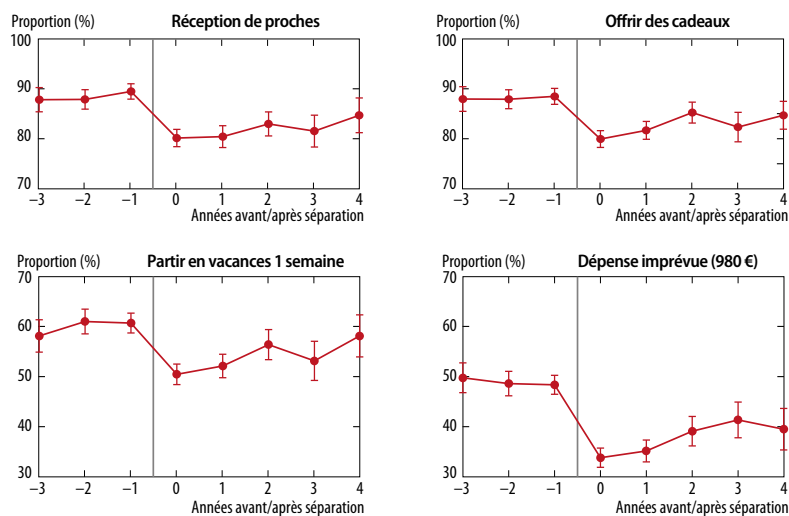 Proportion (%) Réception de proches
100
90
80
70
−3 −2 −1 0 1 2 3 4
Années avant/après séparation
Proportion (%) Offrir des cadeaux
100
90
80
70
−3 −2 −1 0 1 2 3 4
Années avant/après séparation
Proportion (%) Partir en vacances 1 semaine
70
60
50
40
30
−3 −2 −1 0 1 2 3 4
Années avant/après séparation
Proportion (%) Dépense imprévue (980 €)
70
60
50
40
30
−3 −2 −1 0 1 2 3 4
Années avant/après séparation